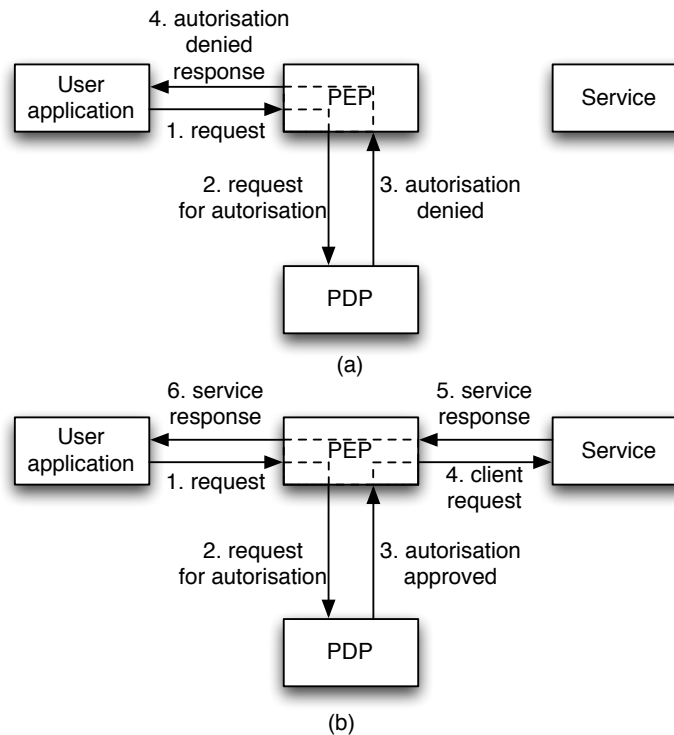 4. autorisation
denied
response
User
application
PEP
Service
1. request
2. request
for autorisation
3. autorisation
denied
PDP
(a)
6. service
response
5. service
response
User
application
PEP
Service
1. request
4. client
request
2. request
for autorisation
3. autorisation
approved
PDP
(b)